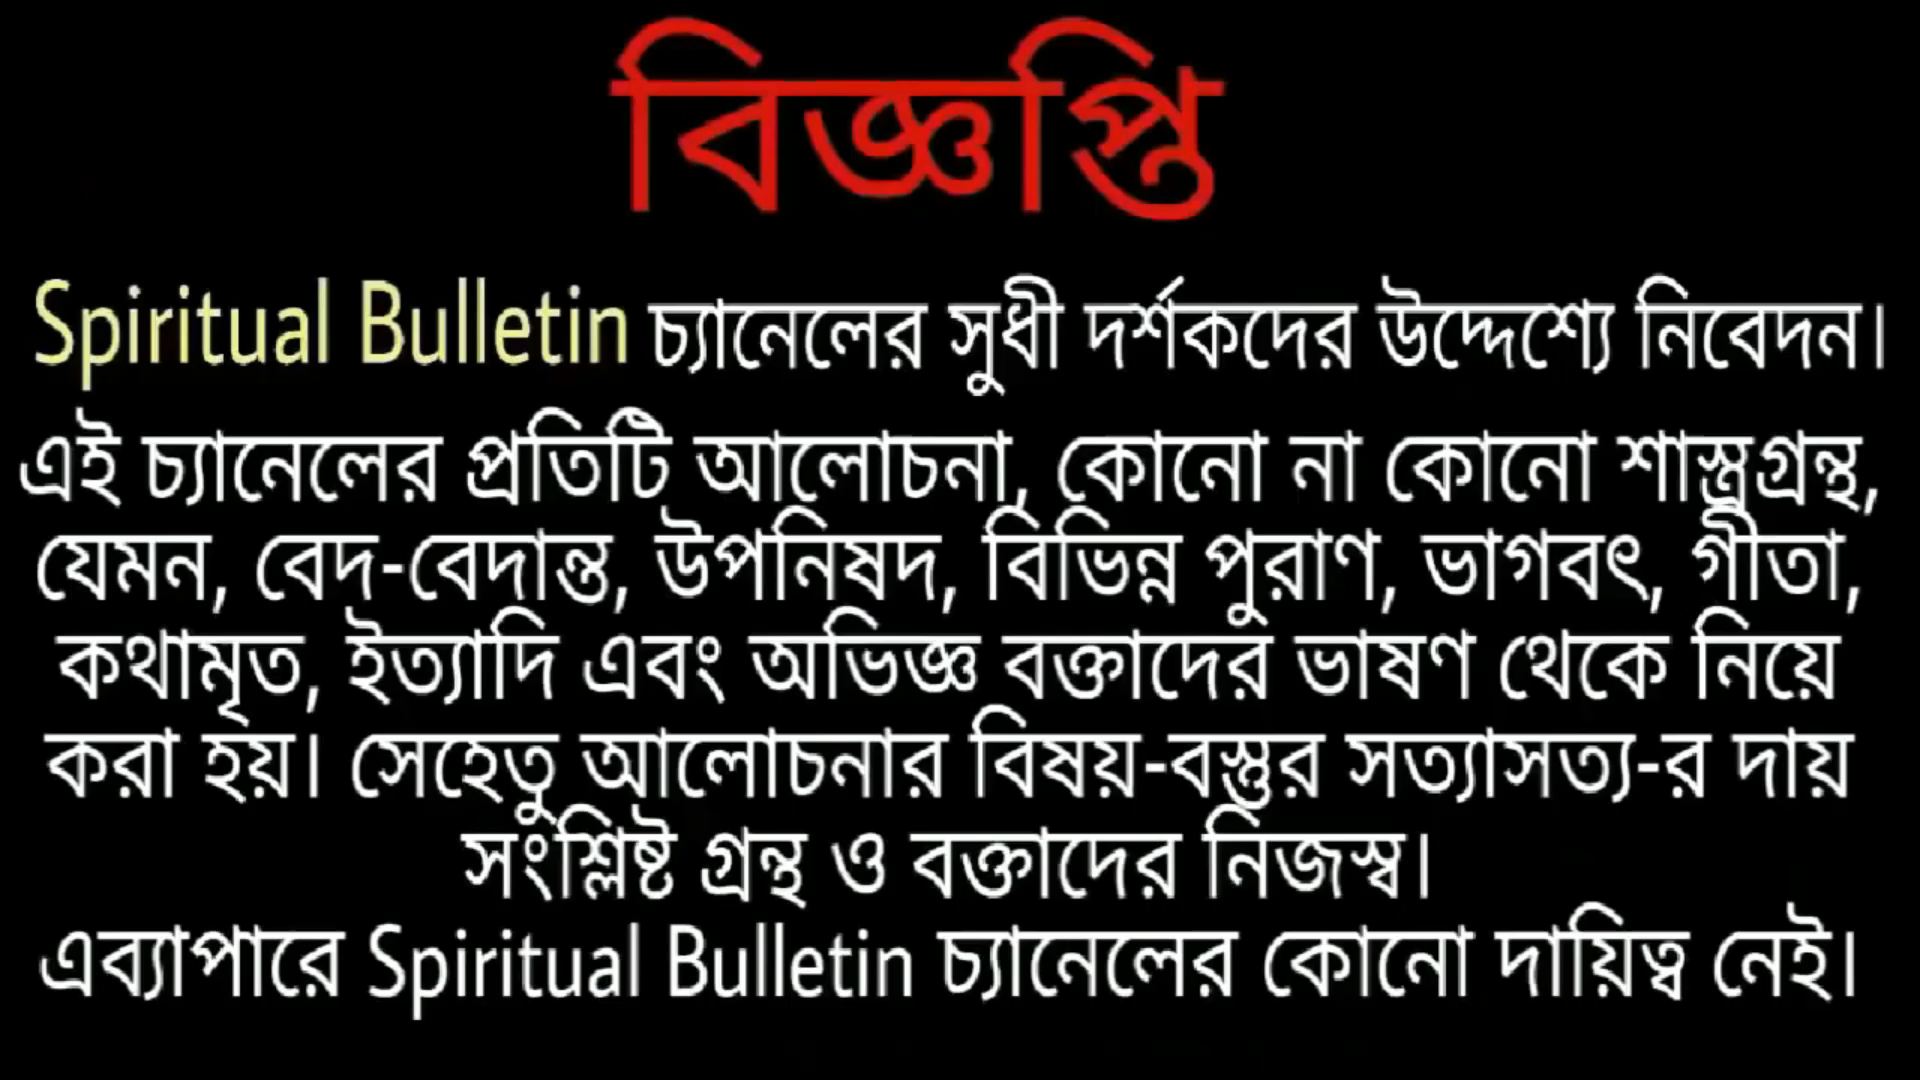 বিজ্ঞপ্তি
Spiritual Bulletin চ্যানেলের সুধী দর্শকদের উদ্দেশ্যে নিবেদন।
এই চ্যানেলের প্রতিটি আলোচনা, কোনো না কোনো শাস্ত্রগ্রন্থ,
যেমন, বেদ-বেদান্ত, উপনিষদ, বিভিন্ন পুরাণ, ভাগবৎ, গীতা,
কথামৃত, ইত্যাদি এবং অভিজ্ঞ বক্তাদের ভাষণ থেকে নিয়ে
করা হয়। সেহেতু আলোচনার বিষয়-বস্তুর সত্যাসত্য-র দায়
সংশ্লিষ্ট গ্রন্থ ও বক্তাদের নিজস্ব।
এব্যাপারে Spiritual Bulletin চ্যানেলের কোনো দায়িত্ব নেই।